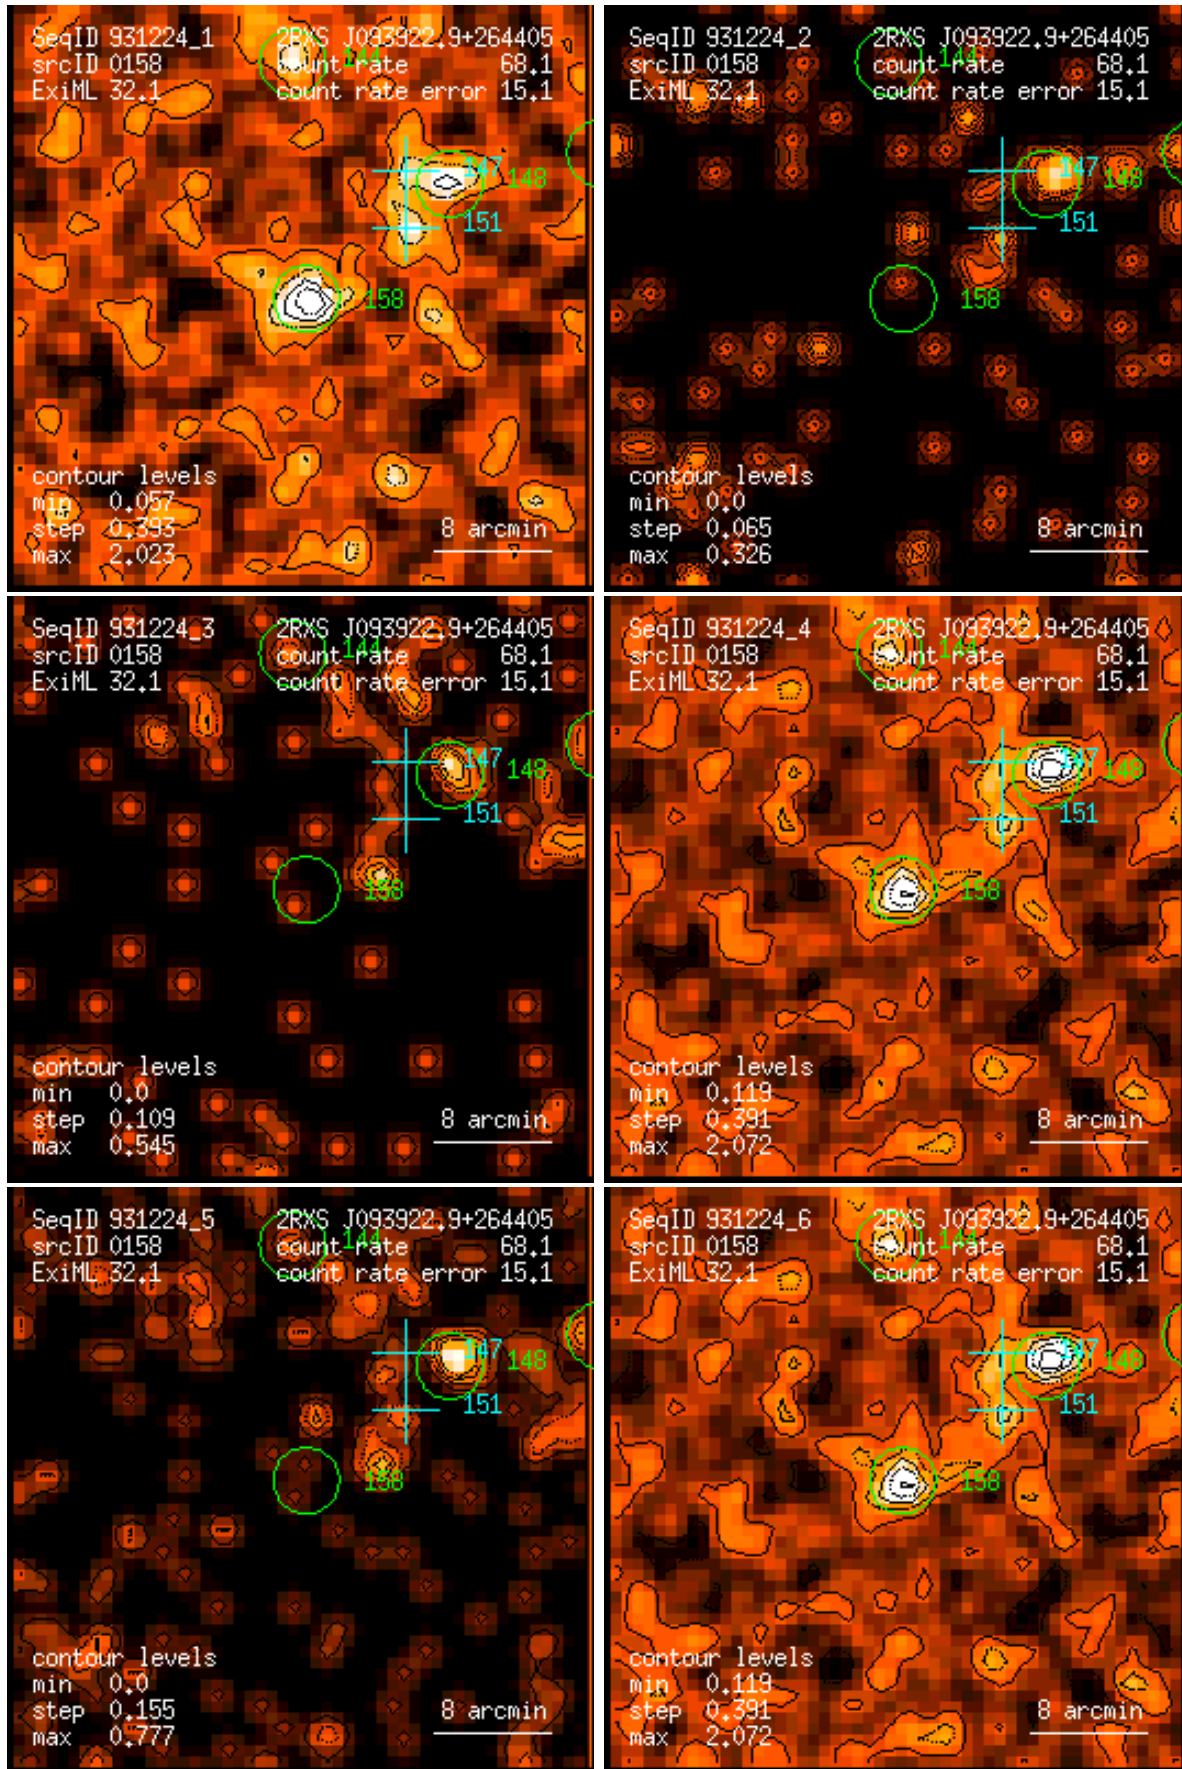 SeqID 931224_1 2RXS J093922.9+264405
srcID 0158 count rate 68.1
144
ExiML 32.1 count rate error 15.1
147
148
151
158
contour levels
min 0.057
step 0.393 8 arcmin
max 2.023
SeqID 931224_2 2RXS J093922.9+264405
srcID 0158 count rate 68.1
144
ExiML 32.1 count rate error 15.1
147
148
151
158
contour levels
min 0.0
step 0.065 8 arcmin
max 0.326
SeqID 931224_3 2RXS J093922.9+264405
srcID 0158 count rate 68.1
144
ExiML 32.1 count rate error 15.1
147
148
151
158
contour levels
min 0.0
step 0.109 8 arcmin
max 0.545
SeqID 931224_4 2RXS J093922.9+264405
srcID 0158 count rate 68.1
144
ExiML 32.1 count rate error 15.1
147
148
151
158
contour levels
min 0.119
step 0.391 8 arcmin
max 2.072
SeqID 931224_5 2RXS J093922.9+264405
srcID 0158 count rate 68.1
144
ExiML 32.1 count rate error 15.1
147
148
151
158
contour levels
min 0.0
step 0.155 8 arcmin
max 0.777
SeqID 931224_6 2RXS J093922.9+264405
srcID 0158 count rate 68.1
144
ExiML 32.1 count rate error 15.1
147
148
151
158
contour levels
min 0.119
step 0.391 8 arcmin
max 2.072